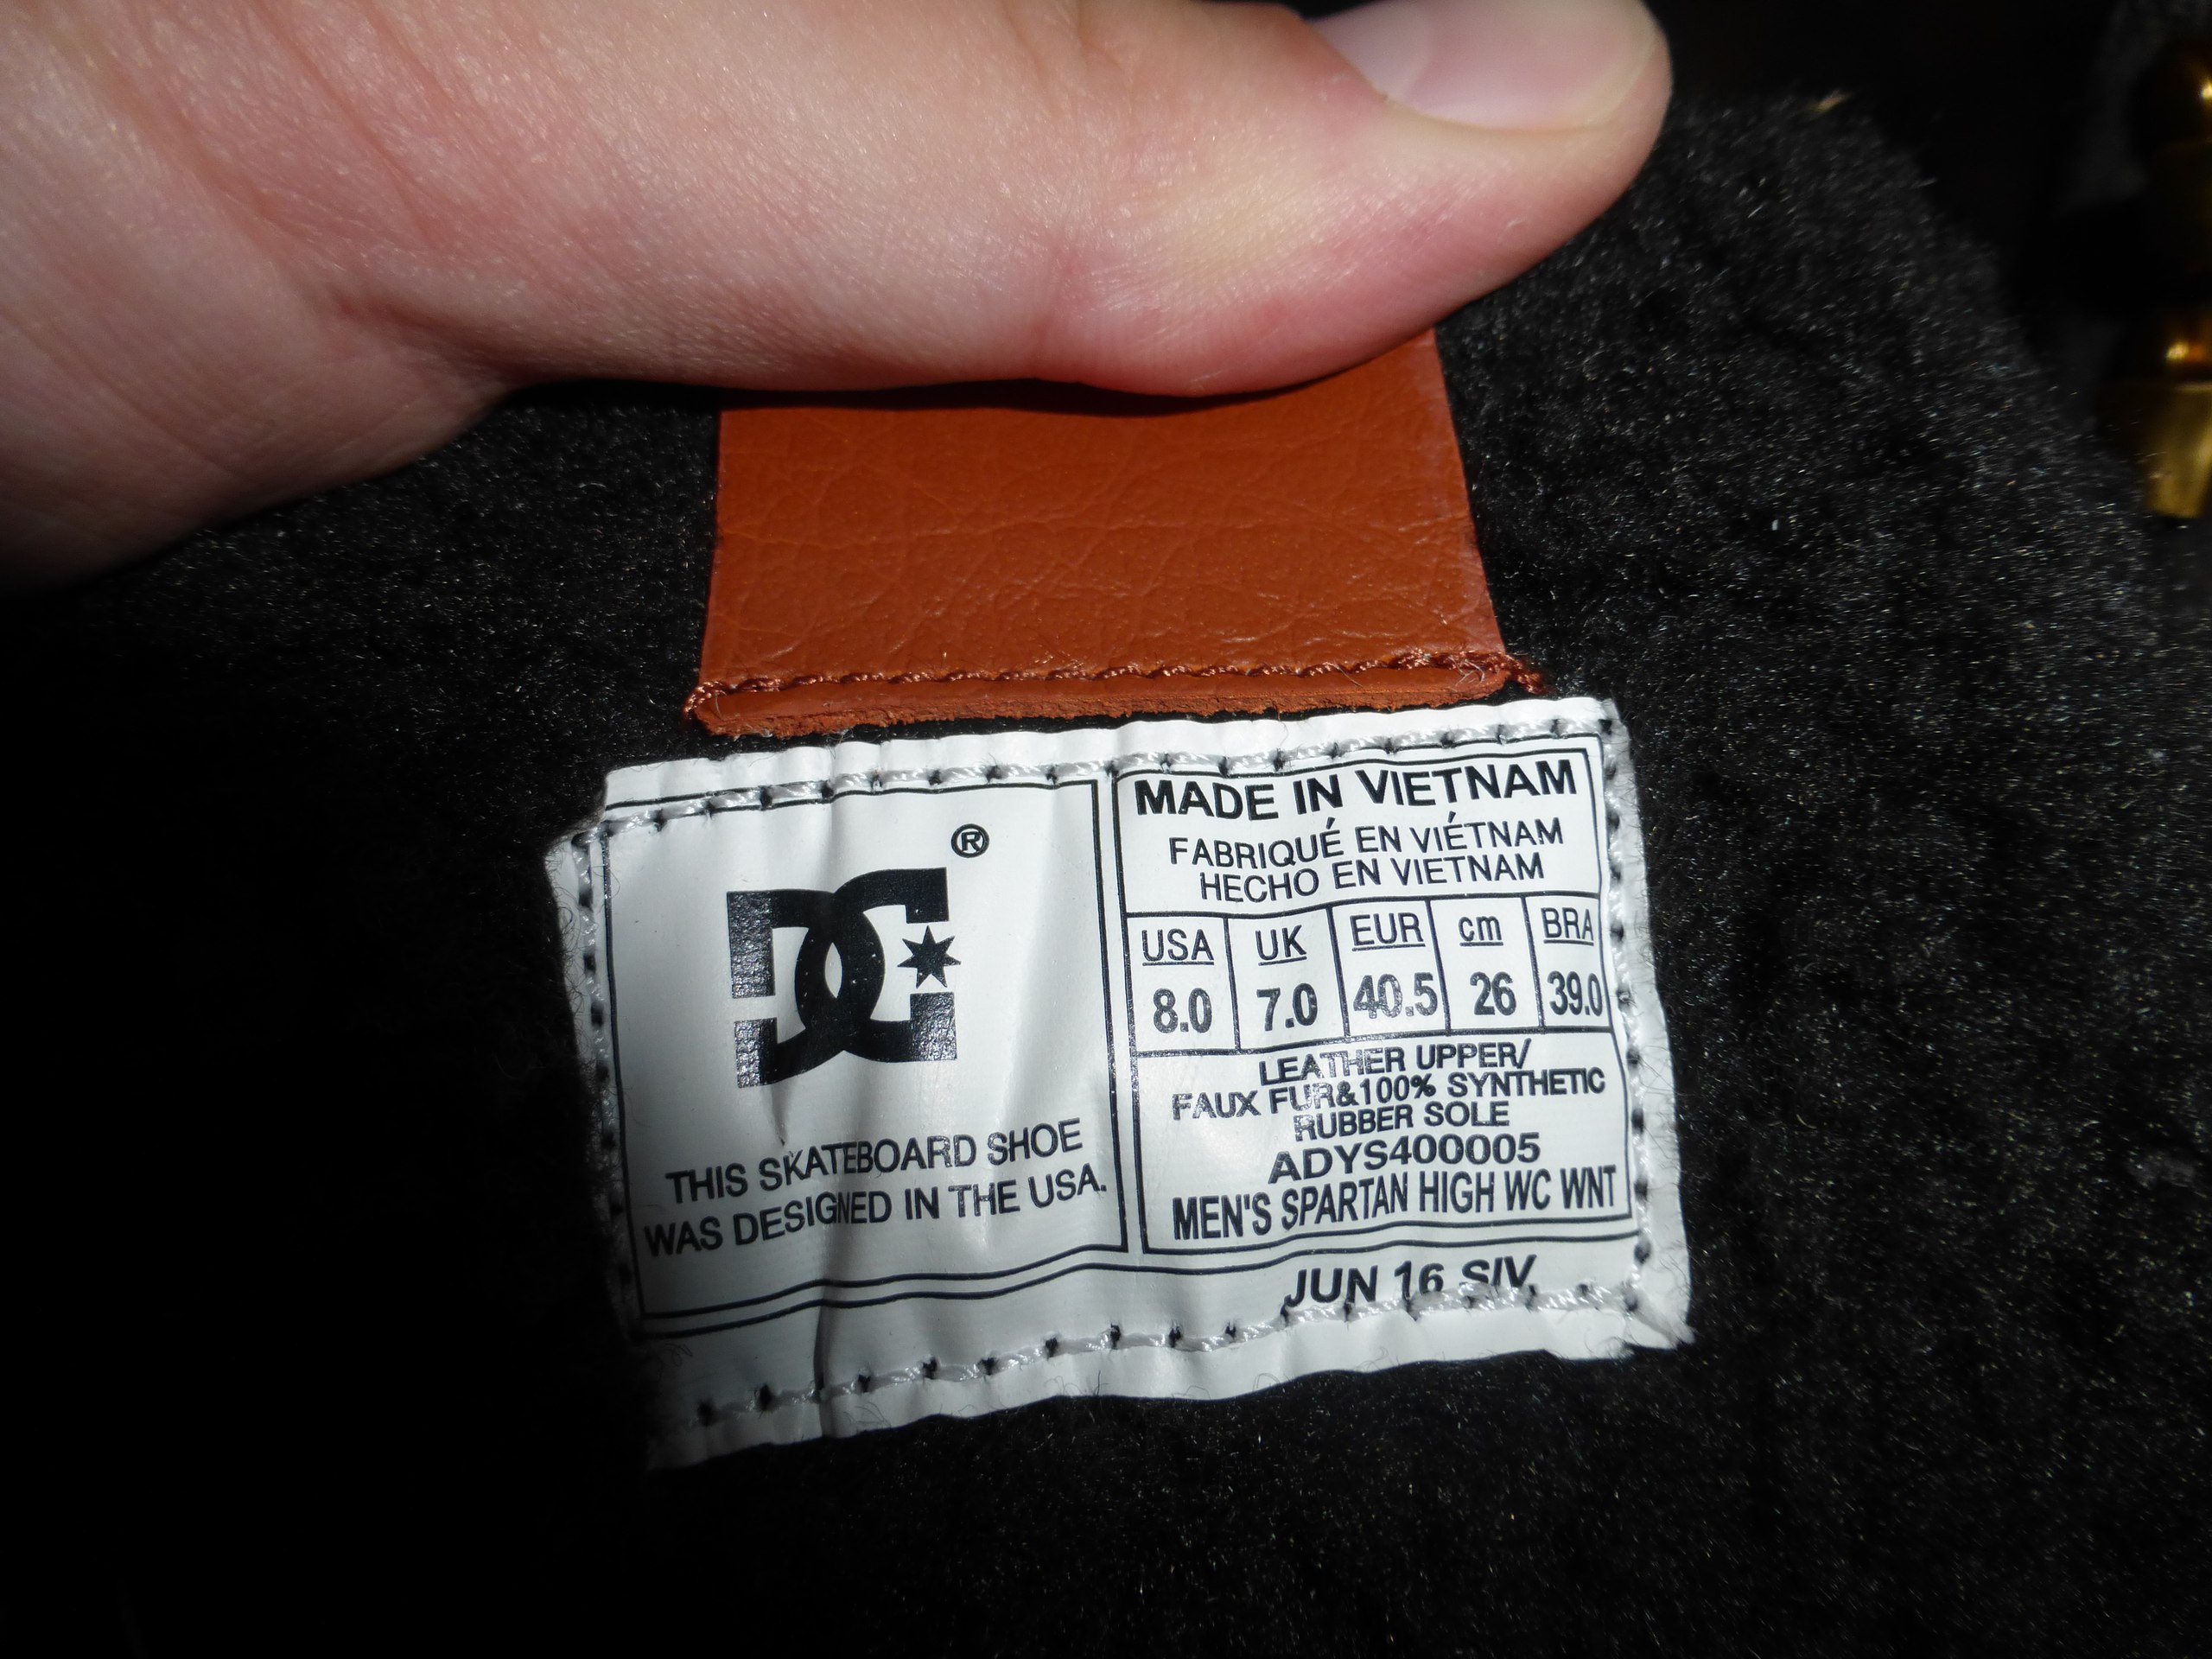 DC®
THIS SKATEBOARD SHOE
WAS DESIGNED IN THE USA.
MADE IN VIETNAM
FABRIQUÉ EN VIÉTNAM
HECHO EN VIETNAM
USA UK EUR cm BRA
8.0 7.0 40.5 26 39.0
LEATHER UPPER/
FAUX FUR&100% SYNTHETIC
RUBBER SOLE
ADYS400005
MEN'S SPARTAN HIGH WC WNT
JUN 16 SIV